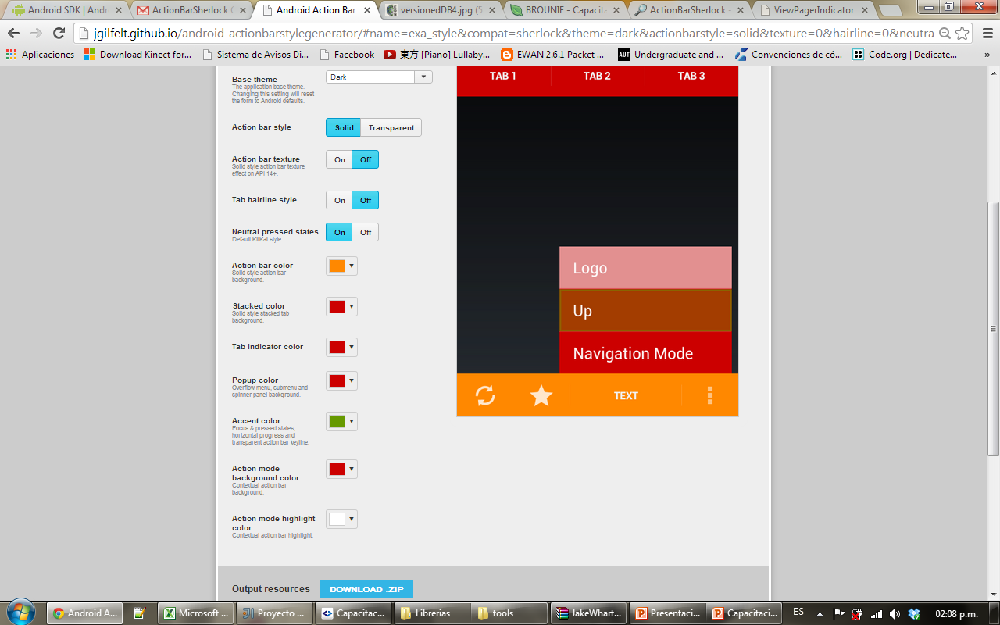 Android SDK | Andr
ActionBarSherlock (
Android Action Bar
versionedDB4.jpg (5
BROUNIE - Capacita
ActionBarSherlock -
ViewPagerIndicator
jgilfelt.github.io/android-actionbarstylegenerator/#name=exa_style&compat=sherlock&theme=dark&actionbarstyle=solid&texture=0&hairline=0&neutra
Aplicaciones
Download Kinect for...
Sistema de Avisos Di...
Facebook
東方 [Piano] Lullaby...
EWAN 2.6.1 Packet ...
AUT Undergraduate and ...
Convenciones de có...
Code.org | Dedicate...
»
Base theme
The application base theme.
Changing this setting will reset
the form to Android defaults.
Dark
Action bar style
Solid
Transparent
Action bar texture
Solid style action bar texture
effect on API 14+.
On
Off
Tab hairline style
On
Off
Neutral pressed states
Default KitKat style.
On
Off
Action bar color
Solid style action bar
background.
Stacked color
Solid style stacked tab
background.
Tab indicator color
Popup color
Overflow menu, submenu and
spinner panel background.
Accent color
Focus & pressed states,
horizontal progress and
transparent action bar keyline.
Action mode
background color
Contextual action bar
background.
Action mode highlight
color
Contextual action bar highlight.
TAB 1
TAB 2
TAB 3
Logo
Up
Navigation Mode
TEXT
Output resources
DOWNLOAD .ZIP
Android A...
Microsoft ...
Proyecto ...
Capacitac...
Librerias
tools
JakeWhart...
Presentaci...
Capacitaci...
ES
02:08 p.m.